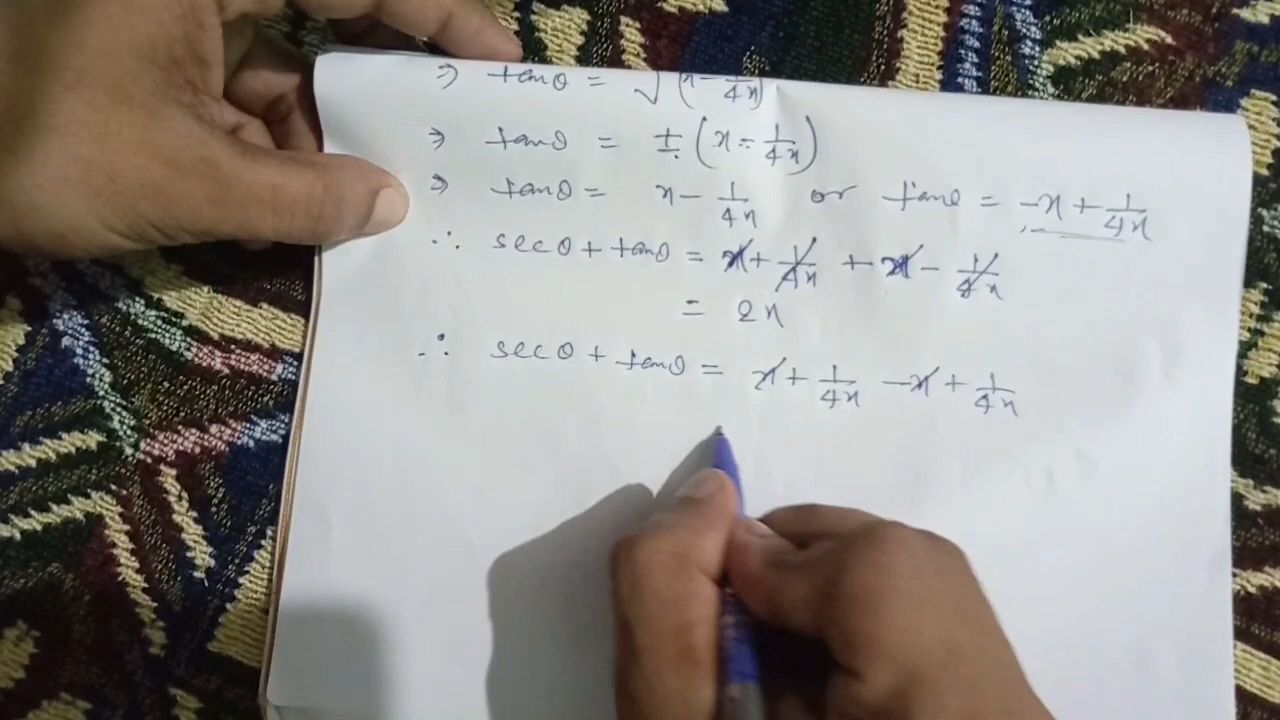 ⇒ tanθ = √(x - 1/4x)
⇒ tanθ = ± (x - 1/4x)
⇒ tanθ = x - 1/4x or tanθ = -x + 1/4x
∴ secθ + tanθ = x + 1/4x + x - 1/4x
= 2x
∴ secθ + tanθ = x + 1/4x - x + 1/4x